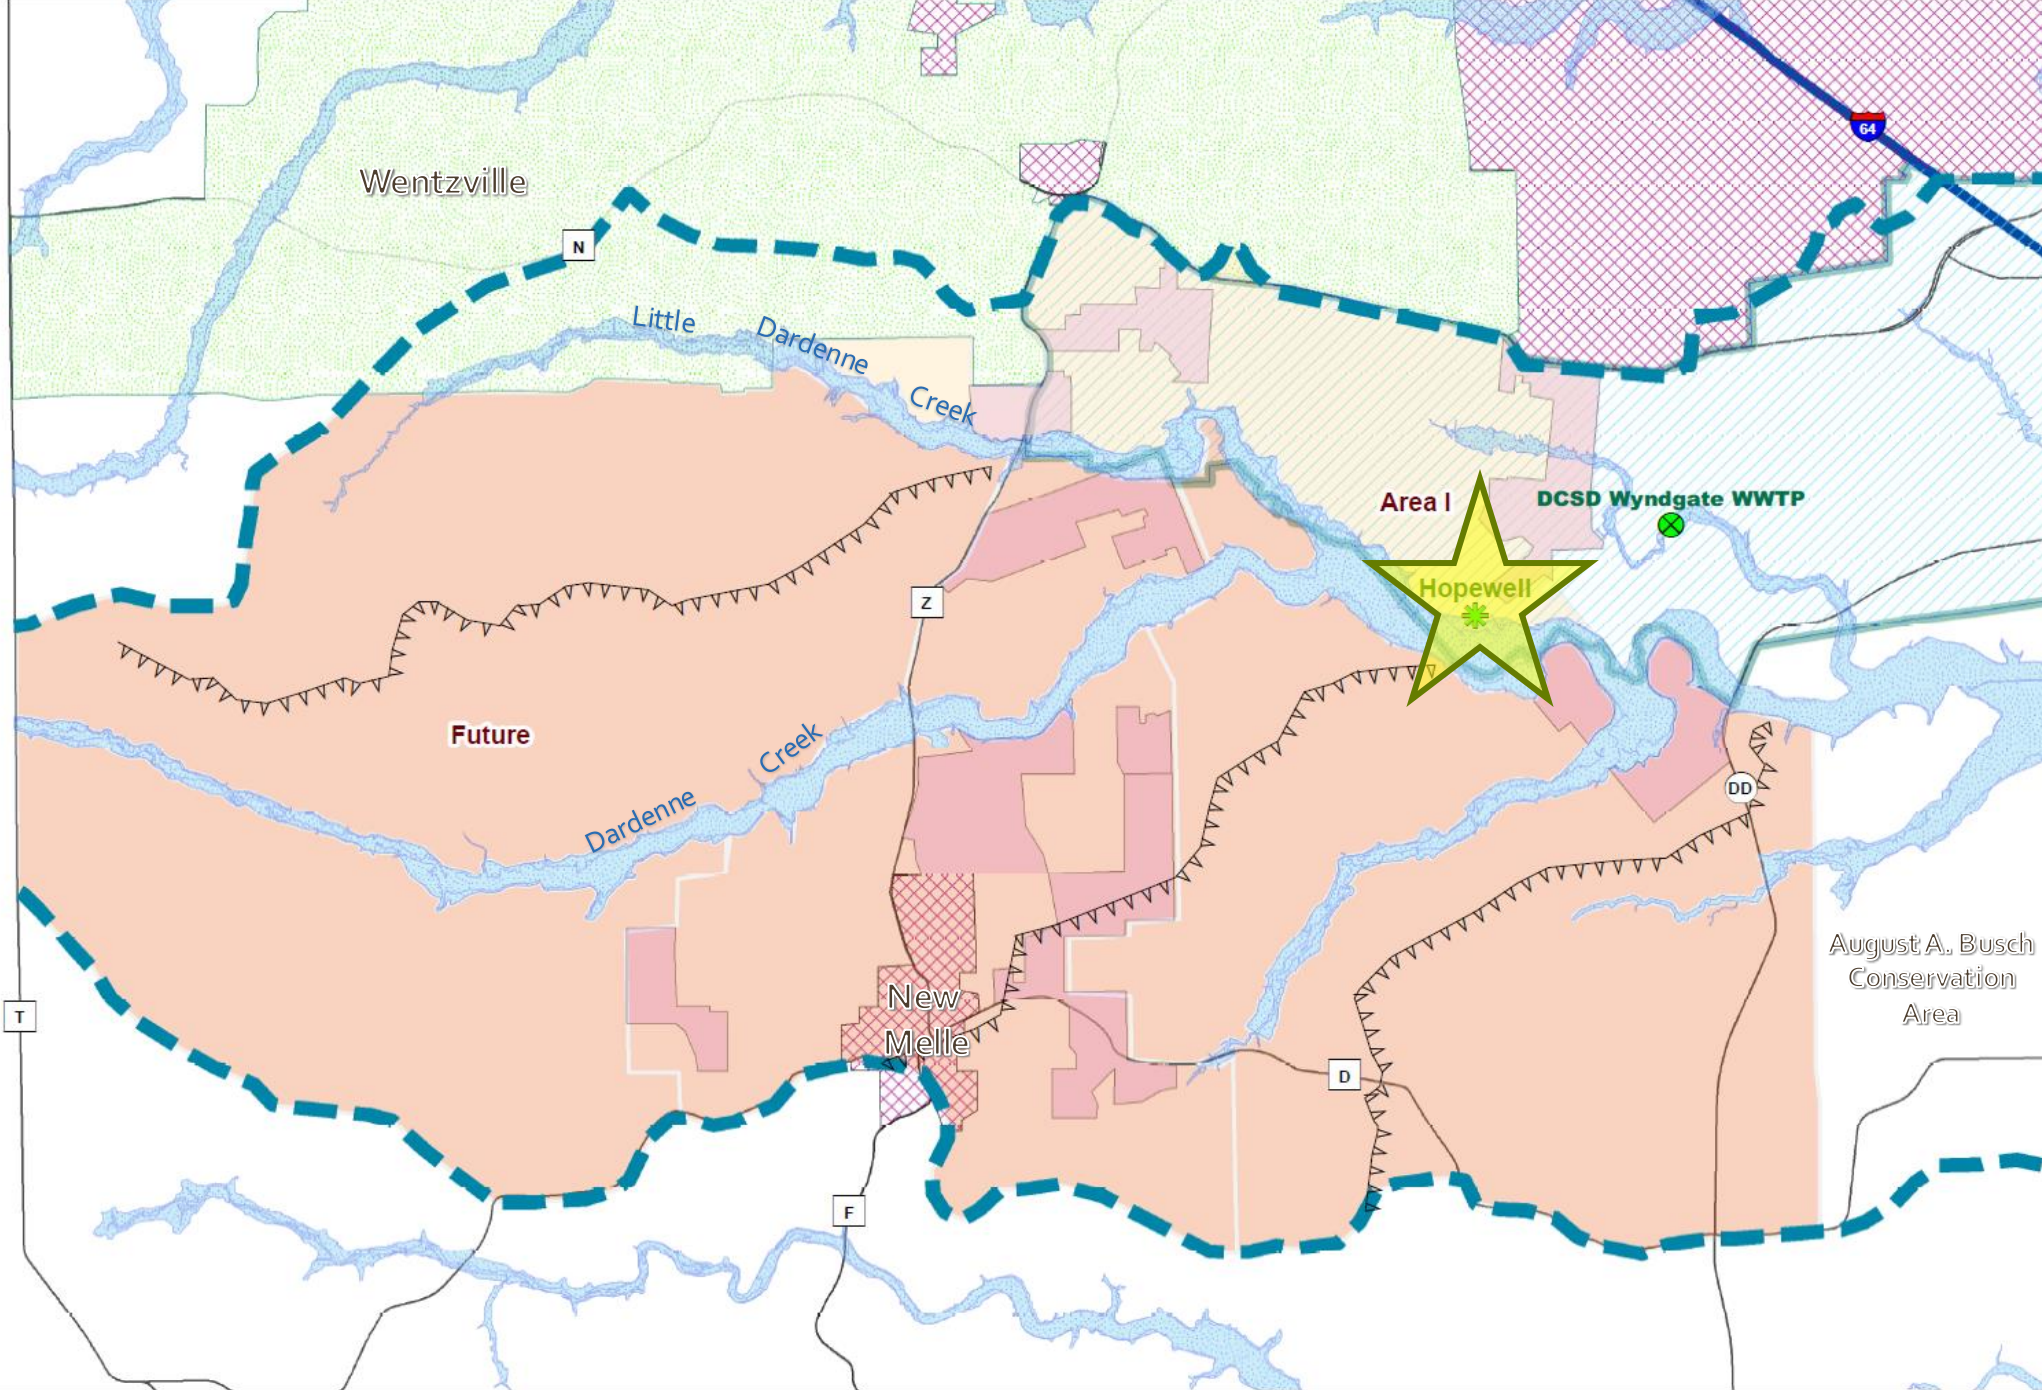 64
Wentzville
N
Little
Dardenne
Creek
Area I
DCSD Wyndgate WWTP
Hopewell
Z
Future
Creek
Dardenne
DD
August A. Busch
Conservation
Area
New
Melle
T
D
F